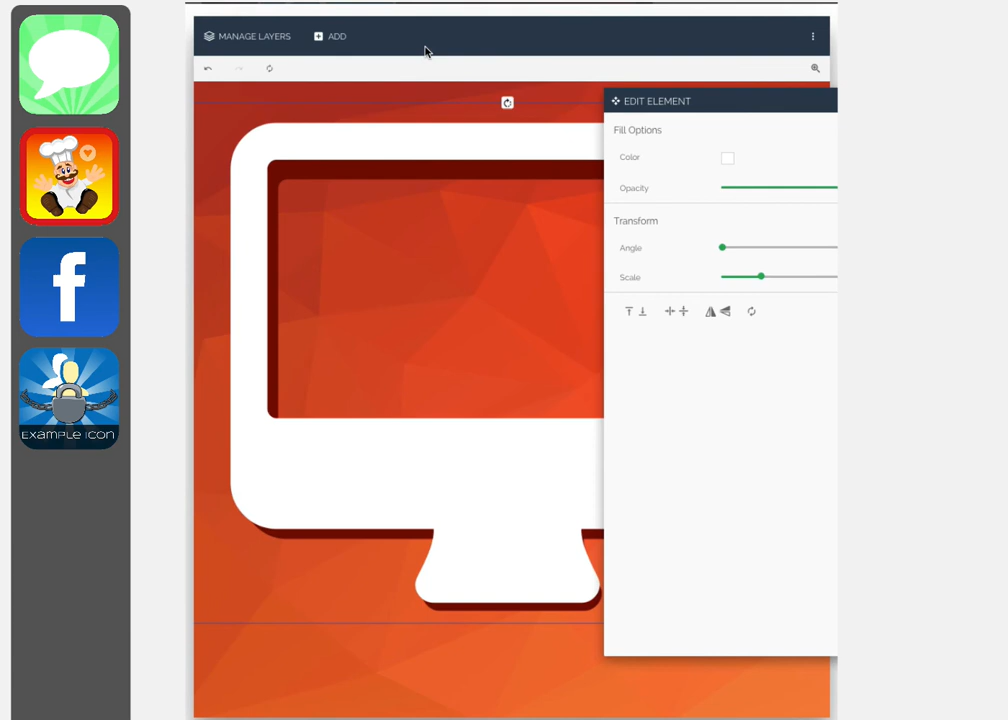 MANAGE LAYERS
ADD
EDIT ELEMENT
Fill Options
Color
Opacity
Transform
Angle
Scale
f
EXAMPLE ICON